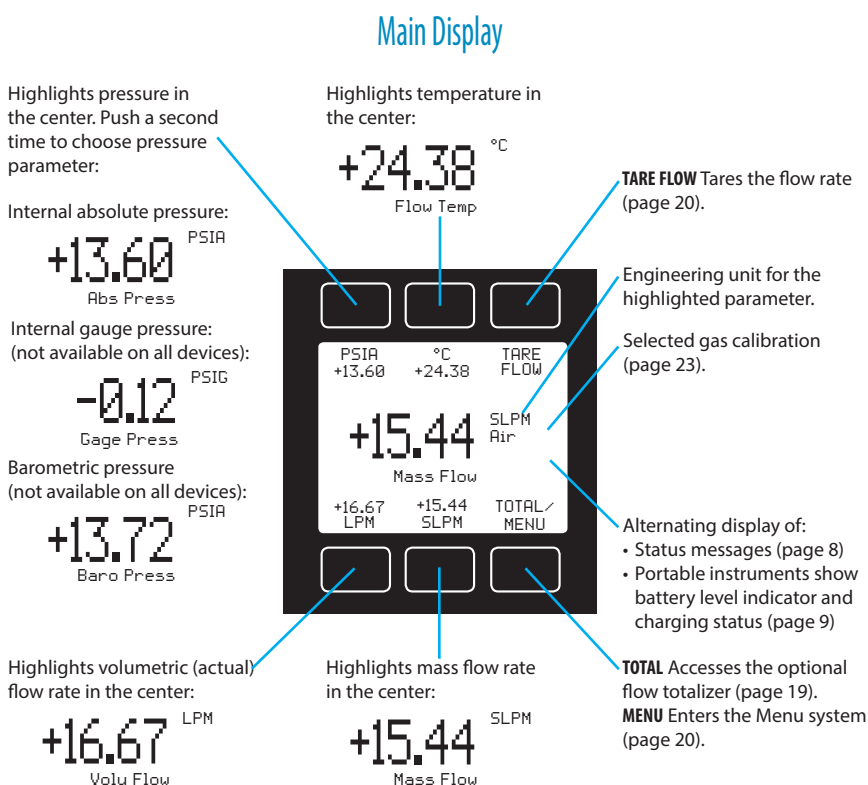 Main Display
Highlights pressure in
the center. Push a second
time to choose pressure
parameter:
Internal absolute pressure:
+13.60 PSIA
Abs Press
Internal gauge pressure:
(not available on all devices):
-0.12 PSIG
Gage Press
Barometric pressure
(not available on all devices):
+13.72 PSIA
Baro Press
Highlights temperature in
the center:
+24.38 °C
Flow Temp
TARE FLOW Tares the flow rate
(page 20).
Engineering unit for the
highlighted parameter.
Selected gas calibration
(page 23).
PSIA °C TARE
+13.60 +24.38 FLOW
+15.44 SLPM
Air
Mass Flow
+16.67 +15.44 TOTAL/
LPM SLPM MENU
Alternating display of:
• Status messages (page 8)
• Portable instruments show
battery level indicator and
charging status (page 9)
Highlights volumetric (actual)
flow rate in the center:
+16.67 LPM
Volu Flow
Highlights mass flow rate
in the center:
+15.44 SLPM
Mass Flow
TOTAL Accesses the optional
flow totalizer (page 19).
MENU Enters the Menu system
(page 20).